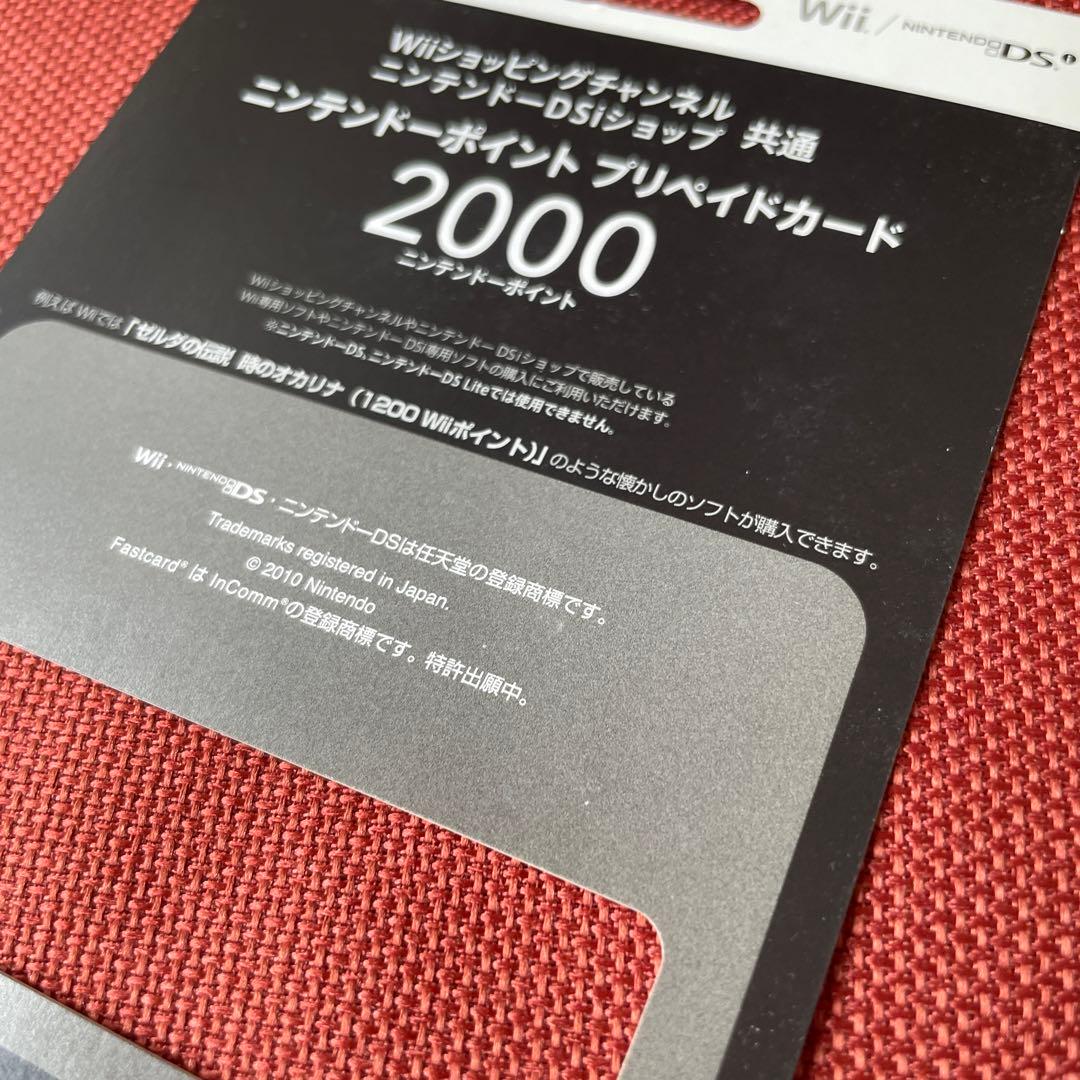 Wii / NINTENDO DSi
Wiiショッピングチャンネル
ニンテンドーDSiショップ 共通
ニンテンドーポイント プリペイドカード
2000
ニンテンドーポイント
Wiiショッピングチャンネルやニンテンドー DSiショップで販売している
Wii専用ソフトやニンテンドー DSi専用ソフトの購入にご利用いただけます。
※ニンテンドーDS、ニンテンドーDS Liteでは使用できません。
例えば Wiiでは「ゼルダの伝説 時のオカリナ(1200 Wiiポイント)」のような懐かしのソフトが購入できます。
Wii・NINTENDO DS・ニンテンドーDSは任天堂の登録商標です。
Trademarks registered in Japan.
© 2010 Nintendo
Fastcard® は InComm®の登録商標です。特許出願中。